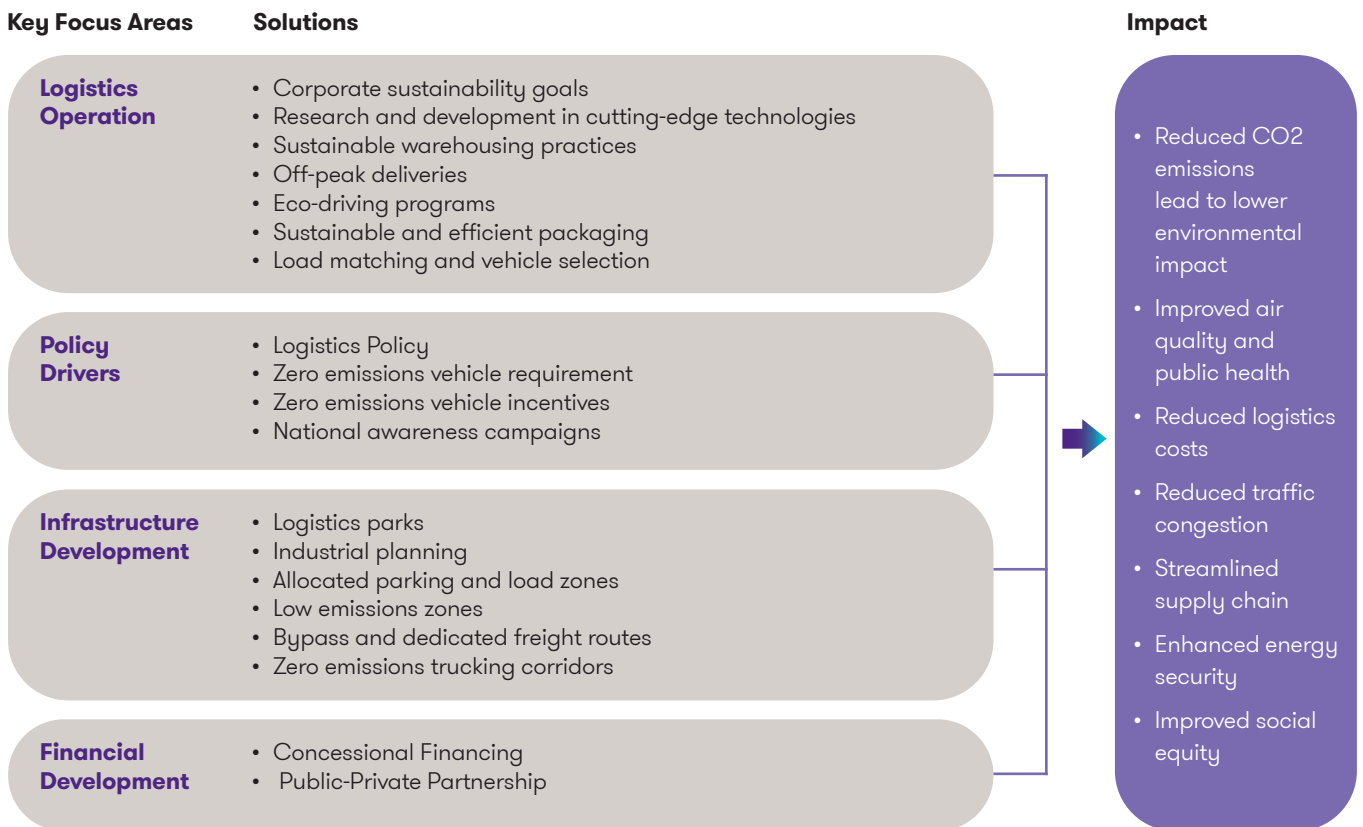 Key Focus Areas
Solutions
Impact
Logistics
Operation
• Corporate sustainability goals
• Research and development in cutting-edge technologies
• Sustainable warehousing practices
• Off-peak deliveries
• Eco-driving programs
• Sustainable and efficient packaging
• Load matching and vehicle selection
Policy
Drivers
• Logistics Policy
• Zero emissions vehicle requirement
• Zero emissions vehicle incentives
• National awareness campaigns
Infrastructure
Development
• Logistics parks
• Industrial planning
• Allocated parking and load zones
• Low emissions zones
• Bypass and dedicated freight routes
• Zero emissions trucking corridors
Financial
Development
• Concessional Financing
• Public-Private Partnership
• Reduced CO2
emissions
lead to lower
environmental
impact
• Improved air
quality and
public health
• Reduced logistics
costs
• Reduced traffic
congestion
• Streamlined
supply chain
• Enhanced energy
security
• Improved social
equity